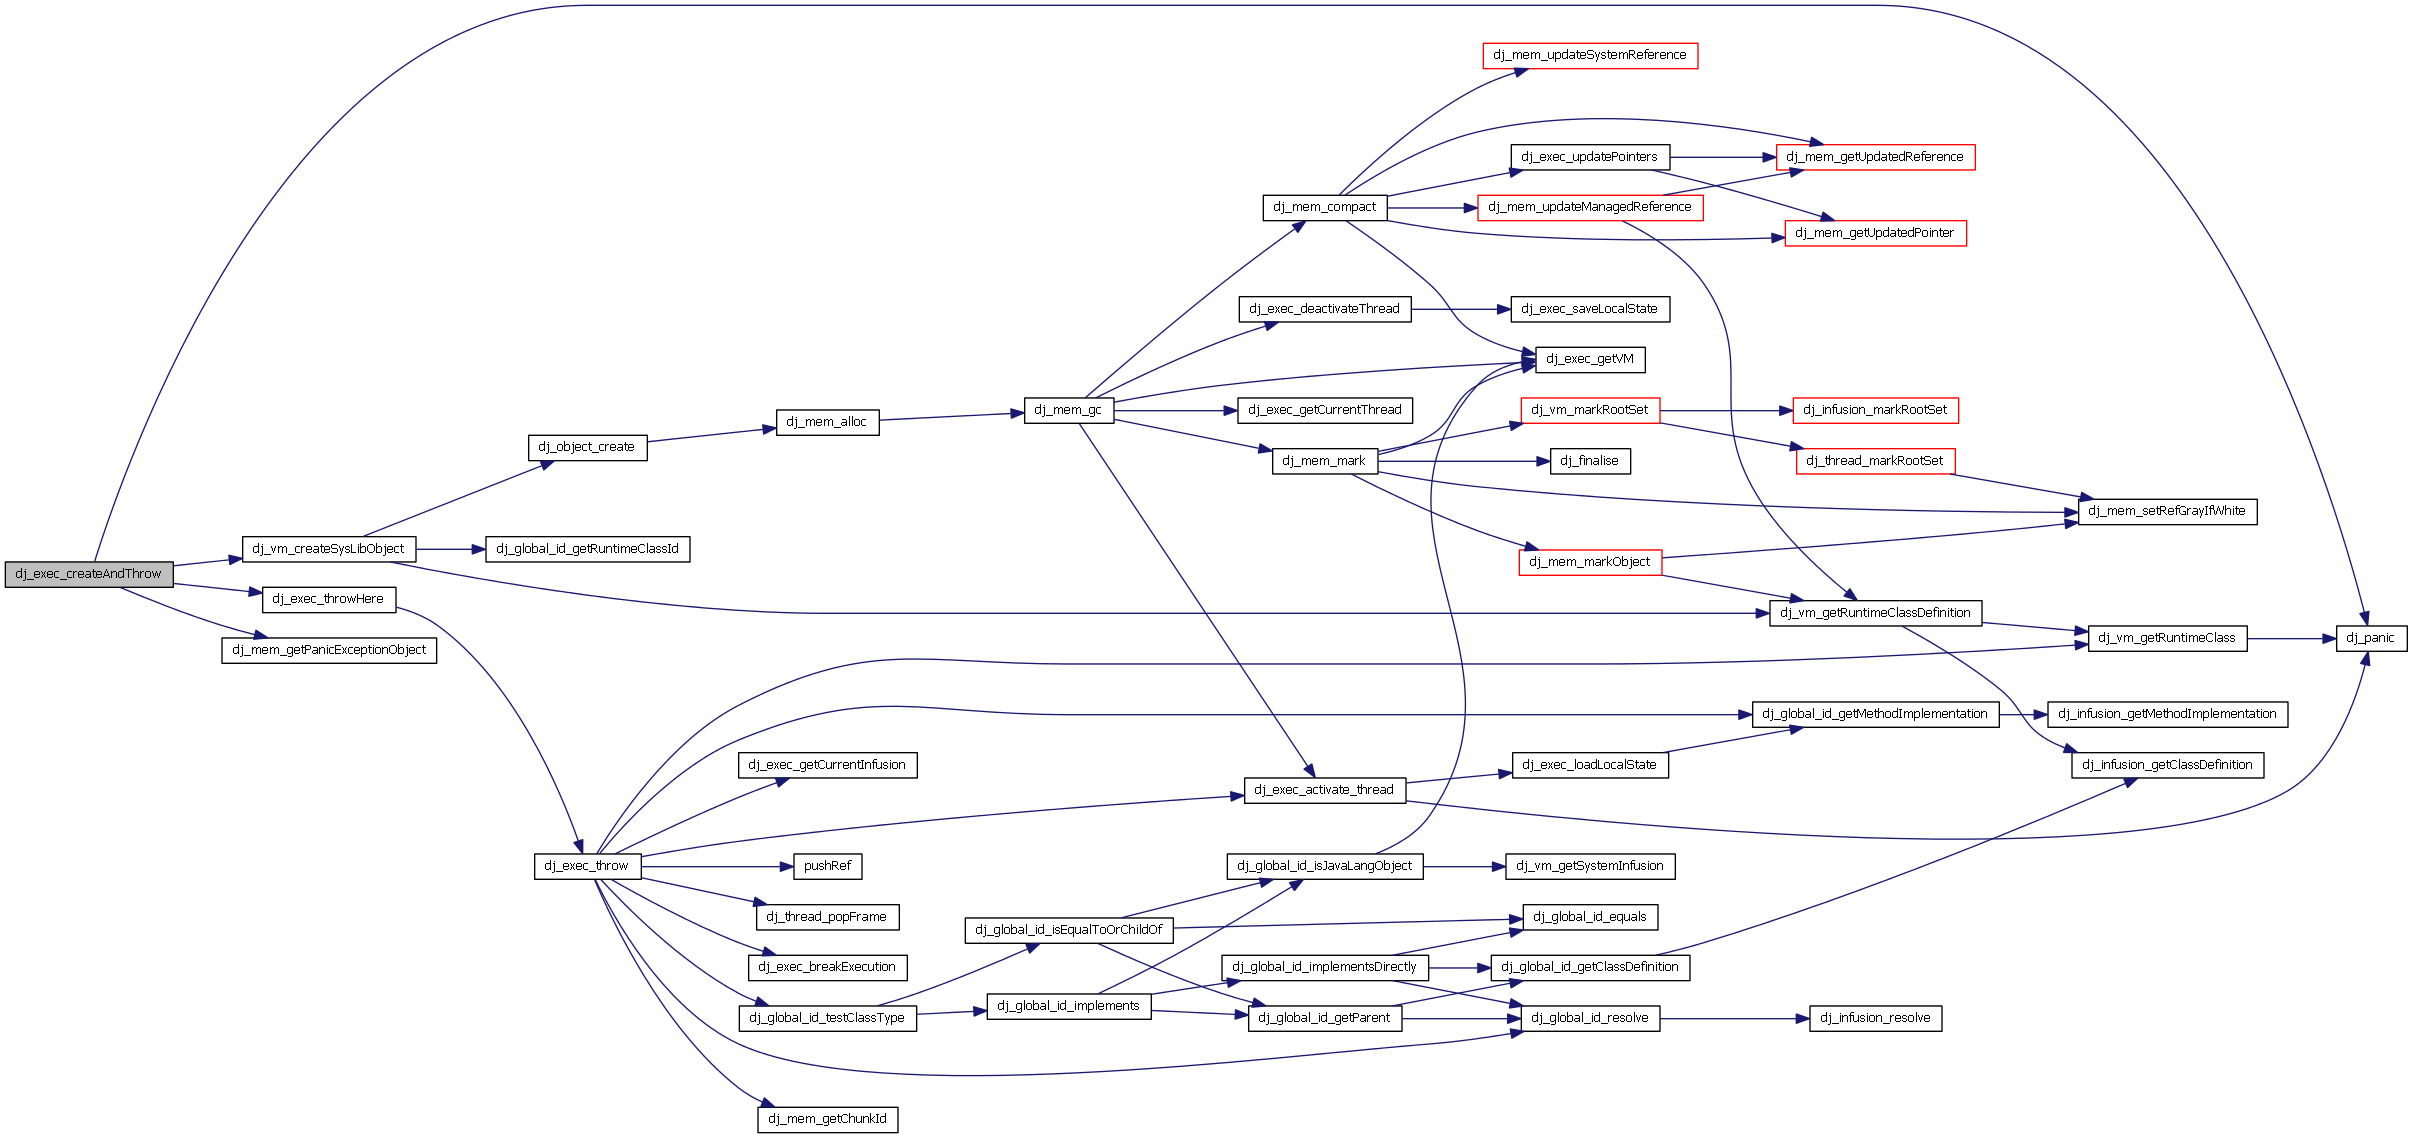 dj_mem_updateSystemReference
dj_exec_updatePointers
dj_mem_getUpdatedReference
dj_mem_compact
dj_mem_updateManagedReference
dj_mem_getUpdatedPointer
dj_exec_deactivateThread
dj_exec_saveLocalState
dj_exec_getVM
dj_mem_alloc
dj_mem_gc
dj_exec_getCurrentThread
dj_vm_markRootSet
dj_infusion_markRootSet
dj_object_create
dj_mem_mark
dj_finalise
dj_thread_markRootSet
dj_mem_setRefGrayIfWhite
dj_vm_createSysLibObject
dj_global_id_getRuntimeClassId
dj_mem_markObject
dj_exec_createAndThrow
dj_exec_throwHere
dj_vm_getRuntimeClassDefinition
dj_mem_getPanicExceptionObject
dj_vm_getRuntimeClass
dj_panic
dj_global_id_getMethodImplementation
dj_infusion_getMethodImplementation
dj_exec_getCurrentInfusion
dj_exec_loadLocalState
dj_infusion_getClassDefinition
dj_exec_activate_thread
dj_exec_throw
pushRef
dj_global_id_isJavaLangObject
dj_vm_getSystemInfusion
dj_thread_popFrame
dj_global_id_isEqualToOrChildOf
dj_global_id_equals
dj_exec_breakExecution
dj_global_id_implementsDirectly
dj_global_id_getClassDefinition
dj_global_id_testClassType
dj_global_id_implements
dj_global_id_getParent
dj_global_id_resolve
dj_infusion_resolve
dj_mem_getChunkId